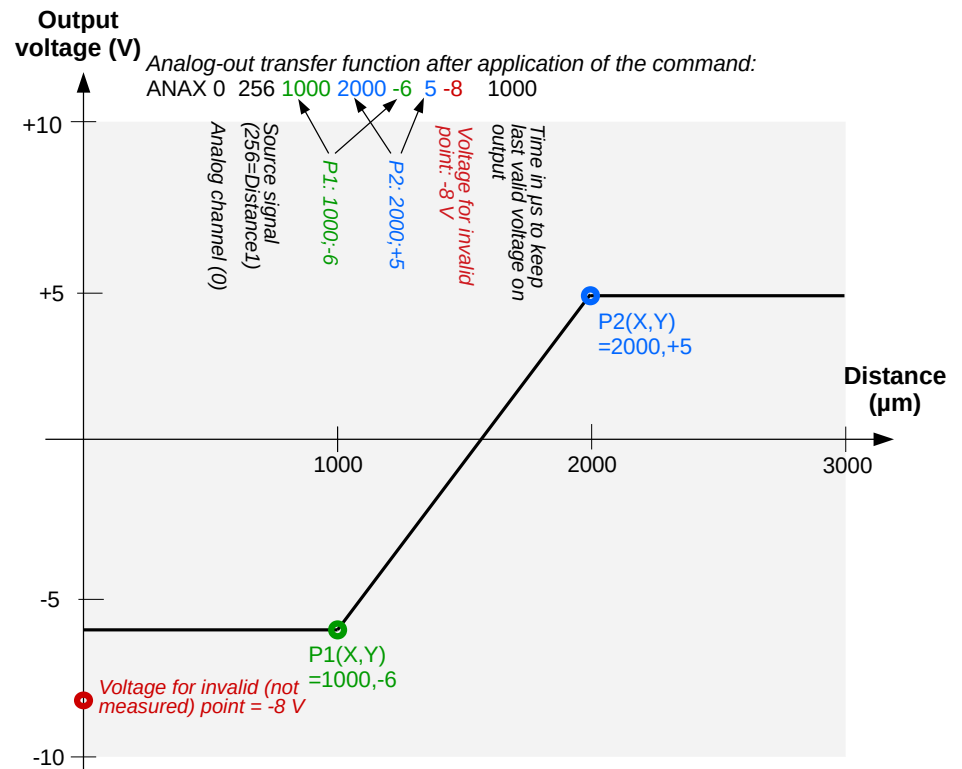 Output
voltage (V)
Analog-out transfer function after application of the command:
ANAX 0 256 1000 2000 -6 5 -8 1000
+10
Analog channel (0)
Source signal
(256=Distance1)
P1: 1000;-6
P2: 2000;+5
Voltage for invalid
point: -8 V
Time in µs to keep
last valid voltage on
output
+5
P2(X,Y)
=2000,+5
Distance
(µm)
1000
2000
3000
-5
P1(X,Y)
=1000,-6
Voltage for invalid (not
measured) point = -8 V
-10